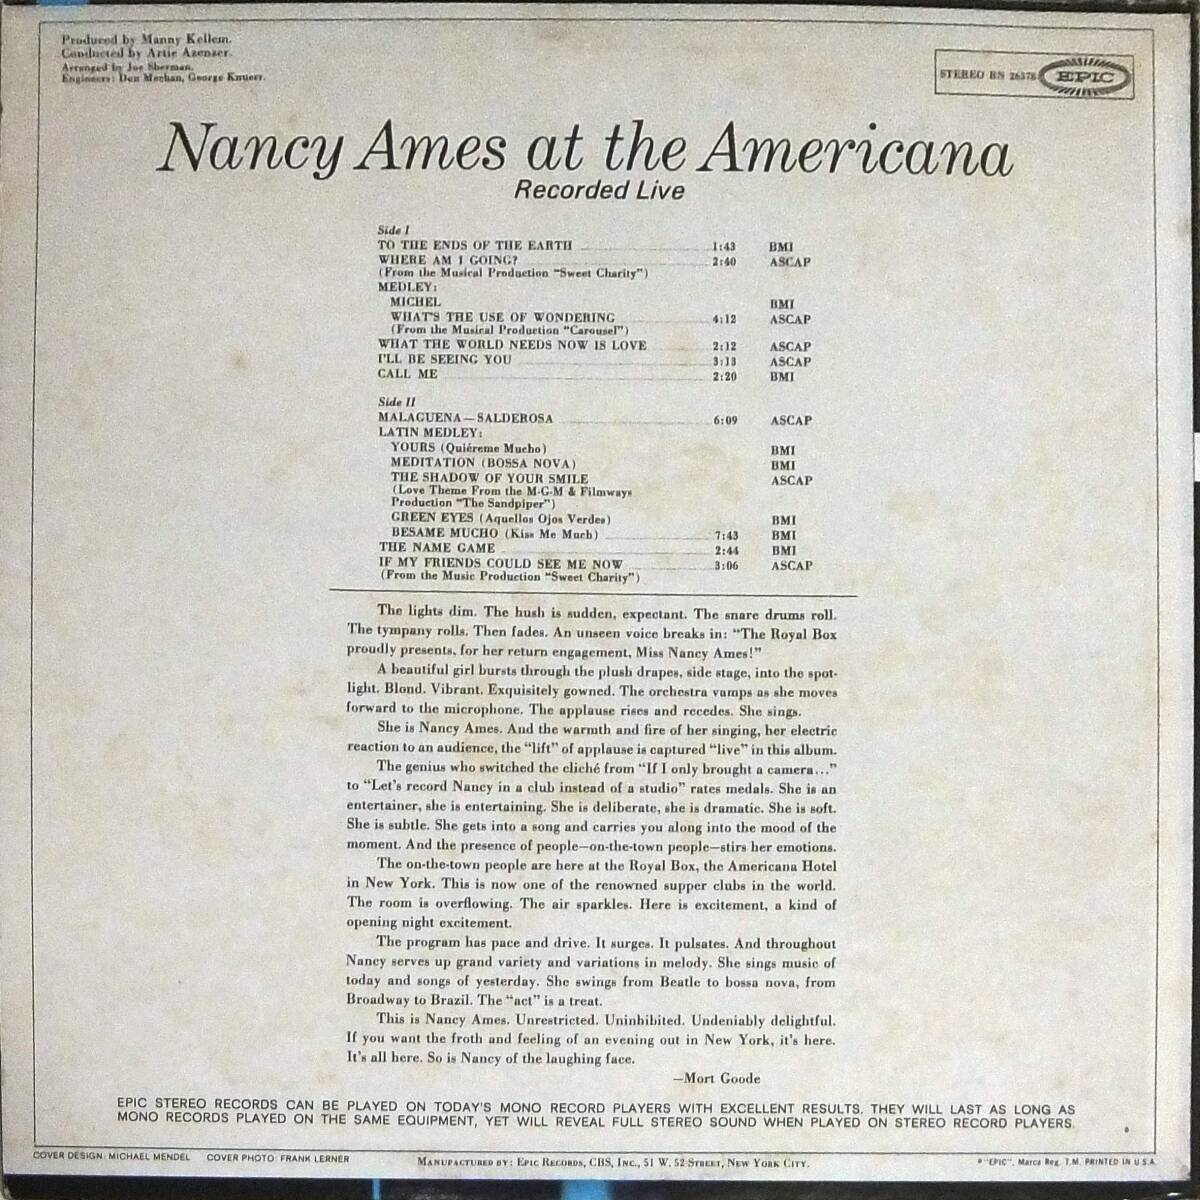 Produced by Manny Kellem.
Conducted by Artie Azenzer.
Arranged by Joe Sherman.
Engineers: Don Meehan, George Knuerr.
STEREO BN 26378 EPIC
Nancy Ames at the Americana
Recorded Live
Side I
TO THE ENDS OF THE EARTH 1:43 BMI
WHERE AM I GOING? 2:40 ASCAP
(From the Musical Production "Sweet Charity")
MEDLEY:
MICHEL BMI
WHAT'S THE USE OF WONDERING 4:12 ASCAP
(From the Musical Production "Carousel")
WHAT THE WORLD NEEDS NOW IS LOVE 2:12 ASCAP
I'LL BE SEEING YOU 3:13 ASCAP
CALL ME 2:20 BMI
Side II
MALAGUENA—SALDEROSA 6:09 ASCAP
LATIN MEDLEY:
YOURS (Quiéreme Mucho) BMI
MEDITATION (BOSSA NOVA) BMI
THE SHADOW OF YOUR SMILE ASCAP
(Love Theme From the M-G-M & Filmways
Production "The Sandpiper")
GREEN EYES (Aquellos Ojos Verdes) BMI
BESAME MUCHO (Kiss Me Much) 7:43 BMI
THE NAME GAME 2:44 BMI
IF MY FRIENDS COULD SEE ME NOW 3:06 ASCAP
(From the Music Production "Sweet Charity")
The lights dim. The hush is sudden, expectant. The snare drums roll.
The tympany rolls. Then fades. An unseen voice breaks in: "The Royal Box
proudly presents, for her return engagement, Miss Nancy Ames!"
A beautiful girl bursts through the plush drapes, side stage, into the spot-
light. Blond. Vibrant. Exquisitely gowned. The orchestra vamps as she moves
forward to the microphone. The applause rises and recedes. She sings.
She is Nancy Ames. And the warmth and fire of her singing, her electric
reaction to an audience, the "lift" of applause is captured "live" in this album.
The genius who switched the cliché from "If I only brought a camera..."
to "Let's record Nancy in a club instead of a studio" rates medals. She is an
entertainer, she is entertaining. She is deliberate, she is dramatic. She is soft.
She is subtle. She gets into a song and carries you along into the mood of the
moment. And the presence of people—on-the-town people—stirs her emotions.
The on-the-town people are here at the Royal Box, the Americana Hotel
in New York. This is now one of the renowned supper clubs in the world.
The room is overflowing. The air sparkles. Here is excitement, a kind of
opening night excitement.
The program has pace and drive. It surges. It pulsates. And throughout
Nancy serves up grand variety and variations in melody. She sings music of
today and songs of yesterday. She swings from Beatle to bossa nova, from
Broadway to Brazil. The "act" is a treat.
This is Nancy Ames. Unrestricted. Uninhibited. Undeniably delightful.
If you want the froth and feeling of an evening out in New York, it's here.
It's all here. So is Nancy of the laughing face.
—Mort Goode
EPIC STEREO RECORDS CAN BE PLAYED ON TODAY'S MONO RECORD PLAYERS WITH EXCELLENT RESULTS. THEY WILL LAST AS LONG AS
MONO RECORDS PLAYED ON THE SAME EQUIPMENT, YET WILL REVEAL FULL STEREO SOUND WHEN PLAYED ON STEREO RECORD PLAYERS.
COVER DESIGN: MICHAEL MENDEL COVER PHOTO: FRANK LERNER
MANUFACTURED BY: EPIC RECORDS, CBS, INC., 51 W. 52 STREET, NEW YORK CITY.
® "EPIC", Marca Reg. T.M. PRINTED IN U.S.A.